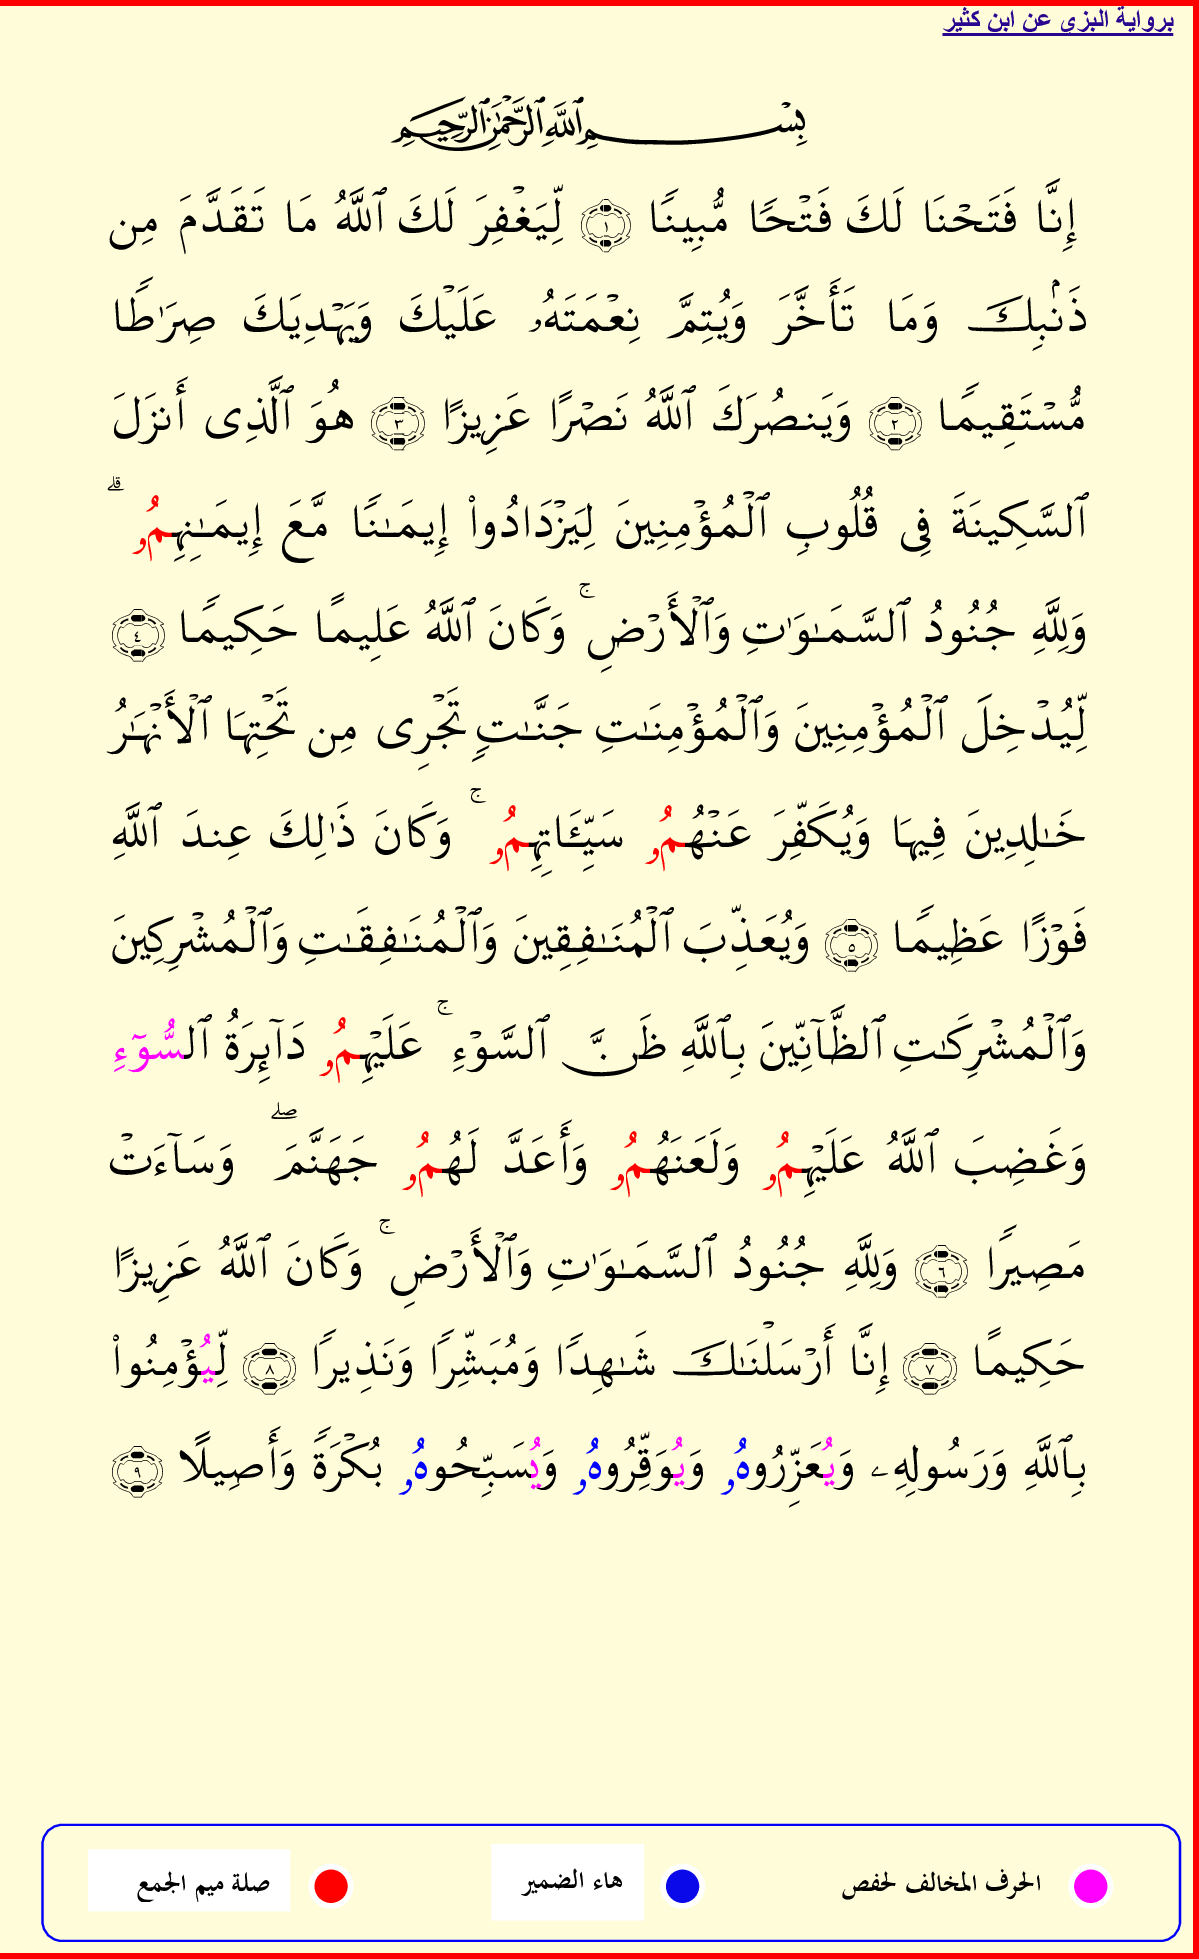 برواية البزى عن ابن كثير
بِسْمِ ٱللَّهِ ٱلرَّحْمَٰنِ ٱلرَّحِيمِ
إِنَّا فَتَحْنَا لَكَ فَتْحًا مُّبِينًا ١ لِّيَغْفِرَ لَكَ ٱللَّهُ مَا تَقَدَّمَ مِن
ذَنۢبِكَ وَمَا تَأَخَّرَ وَيُتِمَّ نِعْمَتَهُۥ عَلَيْكَ وَيَهْدِيَكَ صِرَٰطًا
مُّسْتَقِيمًا ٢ وَيَنصُرَكَ ٱللَّهُ نَصْرًا عَزِيزًا ٣ هُوَ ٱلَّذِى أَنزَلَ
ٱلسَّكِينَةَ فِى قُلُوبِ ٱلْمُؤْمِنِينَ لِيَزْدَادُوا۟ إِيمَـٰنًا مَّعَ إِيمَـٰنِهِمُۥ ۗ
وَلِلَّهِ جُنُودُ ٱلسَّمَـٰوَٰتِ وَٱلْأَرْضِ ۚ وَكَانَ ٱللَّهُ عَلِيمًا حَكِيمًا ٤
لِّيُدْخِلَ ٱلْمُؤْمِنِينَ وَٱلْمُؤْمِنَـٰتِ جَنَّـٰتٍ تَجْرِى مِن تَحْتِهَا ٱلْأَنْهَـٰرُ
خَـٰلِدِينَ فِيهَا وَيُكَفِّرَ عَنْهُمُۥ سَيِّـَٔاتِهِمُۥ ۚ وَكَانَ ذَٰلِكَ عِندَ ٱللَّهِ
فَوْزًا عَظِيمًا ٥ وَيُعَذِّبَ ٱلْمُنَـٰفِقِينَ وَٱلْمُنَـٰفِقَـٰتِ وَٱلْمُشْرِكِينَ
وَٱلْمُشْرِكَـٰتِ ٱلظَّآنِّينَ بِٱللَّهِ ظَنَّ ٱلسَّوْءِ ۚ عَلَيْهِمُۥ دَآئِرَةُ ٱلسُّوٓءِ
وَغَضِبَ ٱللَّهُ عَلَيْهِمُۥ وَلَعَنَهُمُۥ وَأَعَدَّ لَهُمُۥ جَهَنَّمَ ۖ وَسَآءَتْ
مَصِيرًا ٦ وَلِلَّهِ جُنُودُ ٱلسَّمَـٰوَٰتِ وَٱلْأَرْضِ ۚ وَكَانَ ٱللَّهُ عَزِيزًا
حَكِيمًا ٧ إِنَّا أَرْسَلْنَـٰكَ شَـٰهِدًا وَمُبَشِّرًا وَنَذِيرًا ٨ لِّيُؤْمِنُوا۟
بِٱللَّهِ وَرَسُولِهِۦ وَيُعَزِّرُوهُۥ وَيُوَقِّرُوهُۥ وَيُسَبِّحُوهُۥ بُكْرَةً وَأَصِيلًا ٩
الحرف المخالف لحفص هاء الضمير صلة ميم الجمع